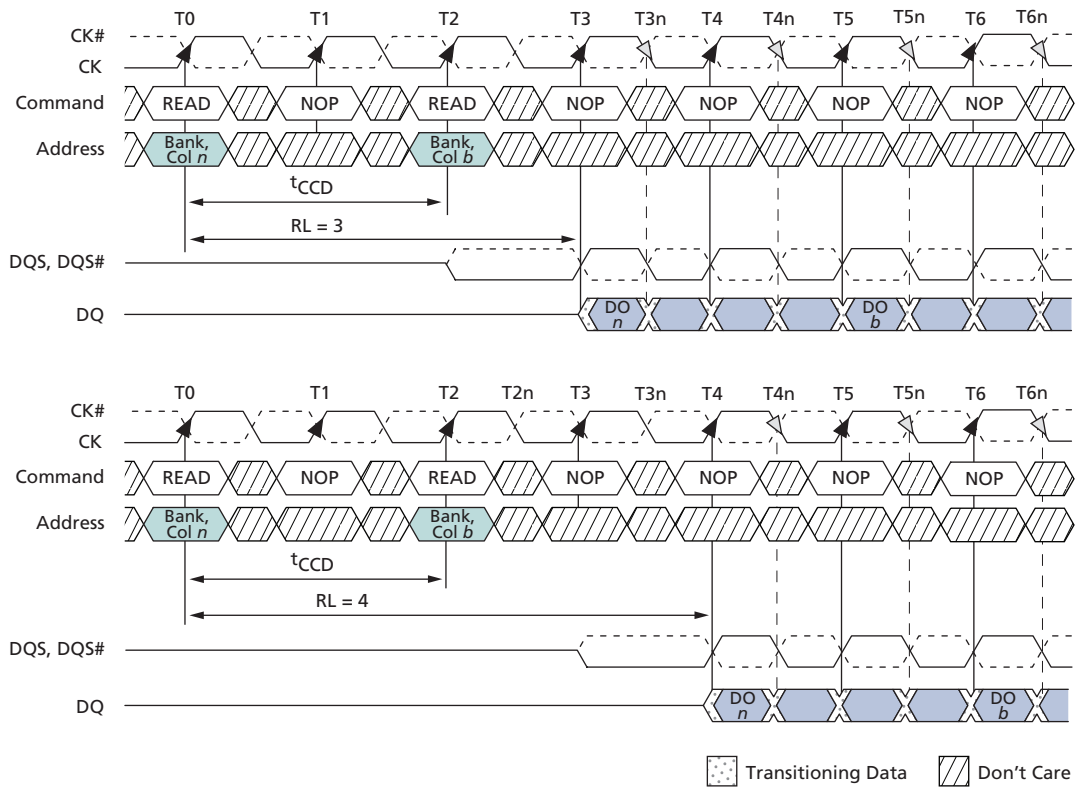 T0 T1 T2 T3 T3n T4 T4n T5 T5n T6 T6n
CK#
CK
Command READ NOP READ NOP NOP NOP NOP
Address Bank, Col n Bank, Col b
tCCD
RL = 3
DQS, DQS#
DQ DO n DO b
T0 T1 T2 T2n T3 T3n T4 T4n T5 T5n T6 T6n
CK#
CK
Command READ NOP READ NOP NOP NOP NOP
Address Bank, Col n Bank, Col b
tCCD
RL = 4
DQS, DQS#
DQ DO n DO b
Transitioning Data Don't Care